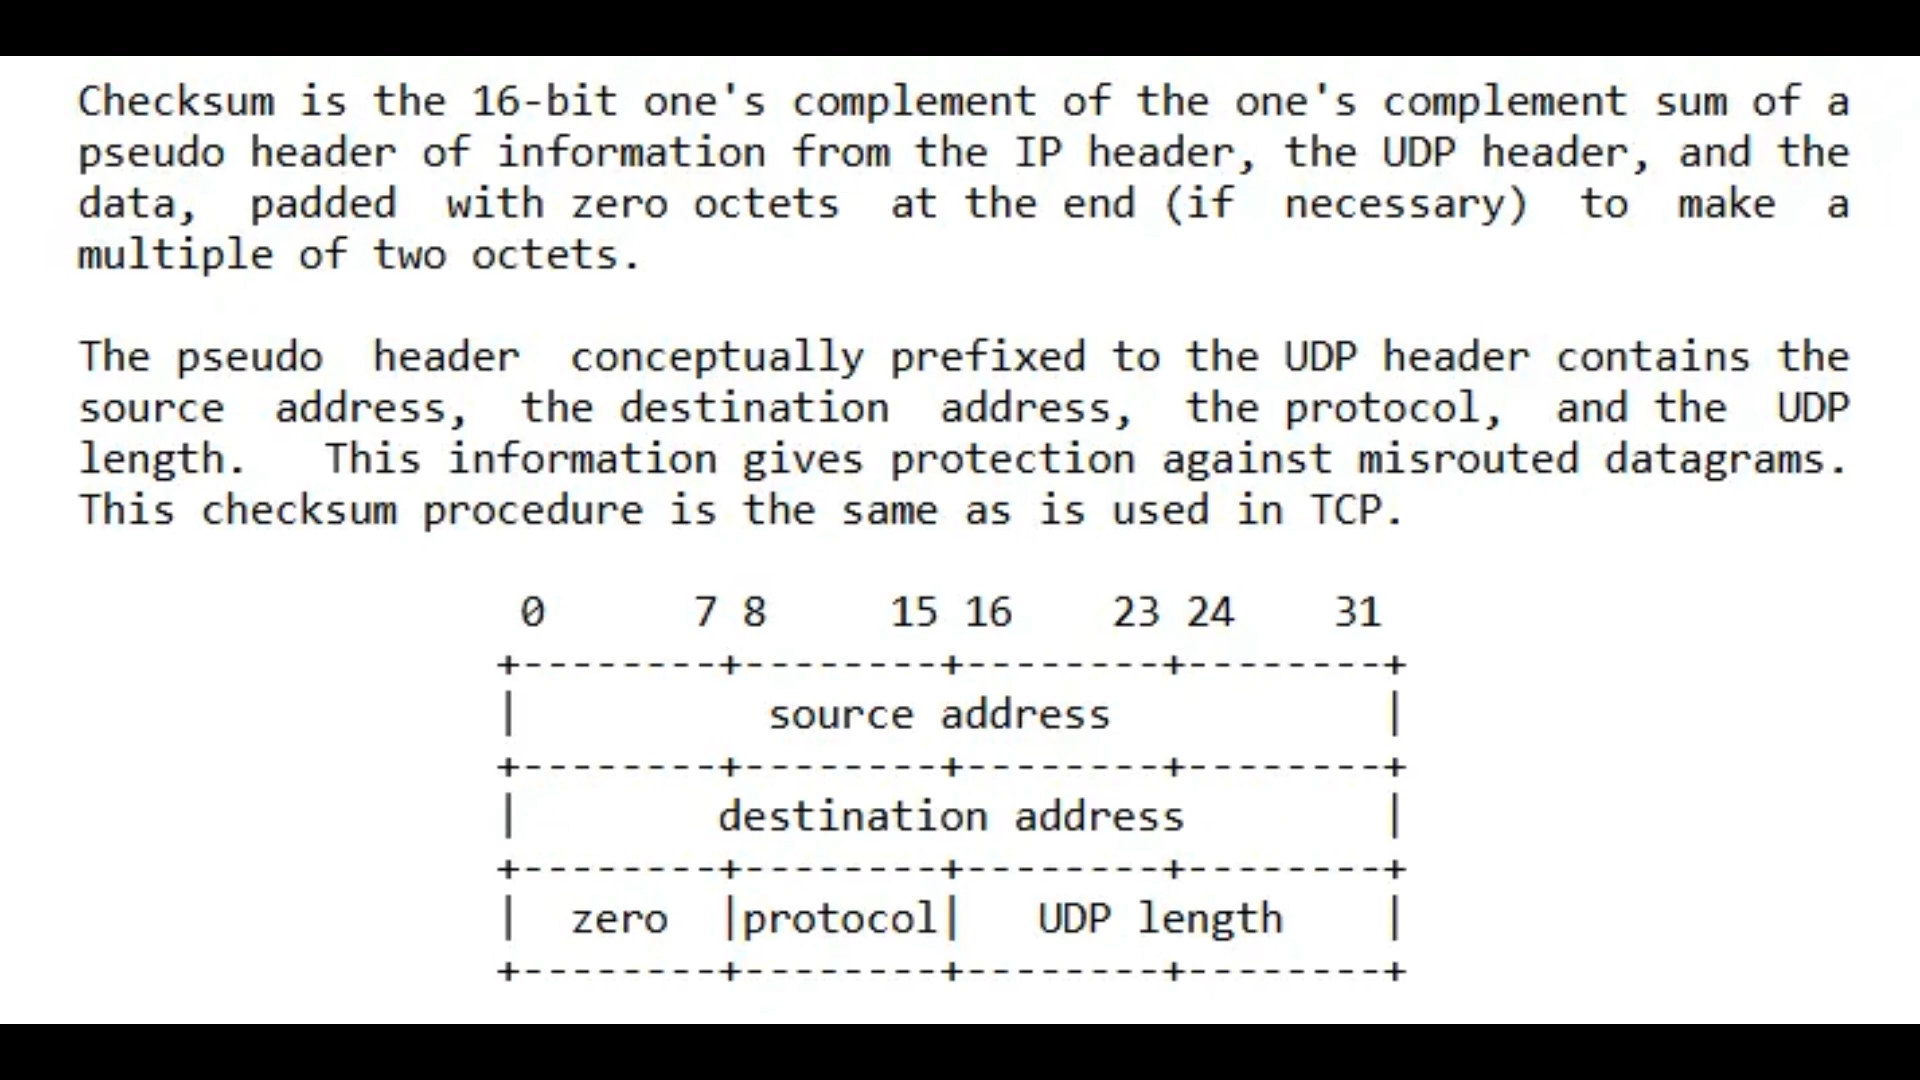 Checksum is the 16-bit one's complement of the one's complement sum of a
pseudo header of information from the IP header, the UDP header, and the
data,  padded  with zero octets  at the end (if  necessary)  to  make  a
multiple of two octets.

The pseudo  header  conceptually prefixed to the UDP header contains the
source  address,  the destination  address,  the protocol,  and the  UDP
length.   This information gives protection against misrouted datagrams.
This checksum procedure is the same as is used in TCP.

                  0      7 8     15 16    23 24    31
                 +--------+--------+--------+--------+
                 |          source address           |
                 +--------+--------+--------+--------+
                 |        destination address        |
                 +--------+--------+--------+--------+
                 |  zero  |protocol|   UDP length    |
                 +--------+--------+--------+--------+